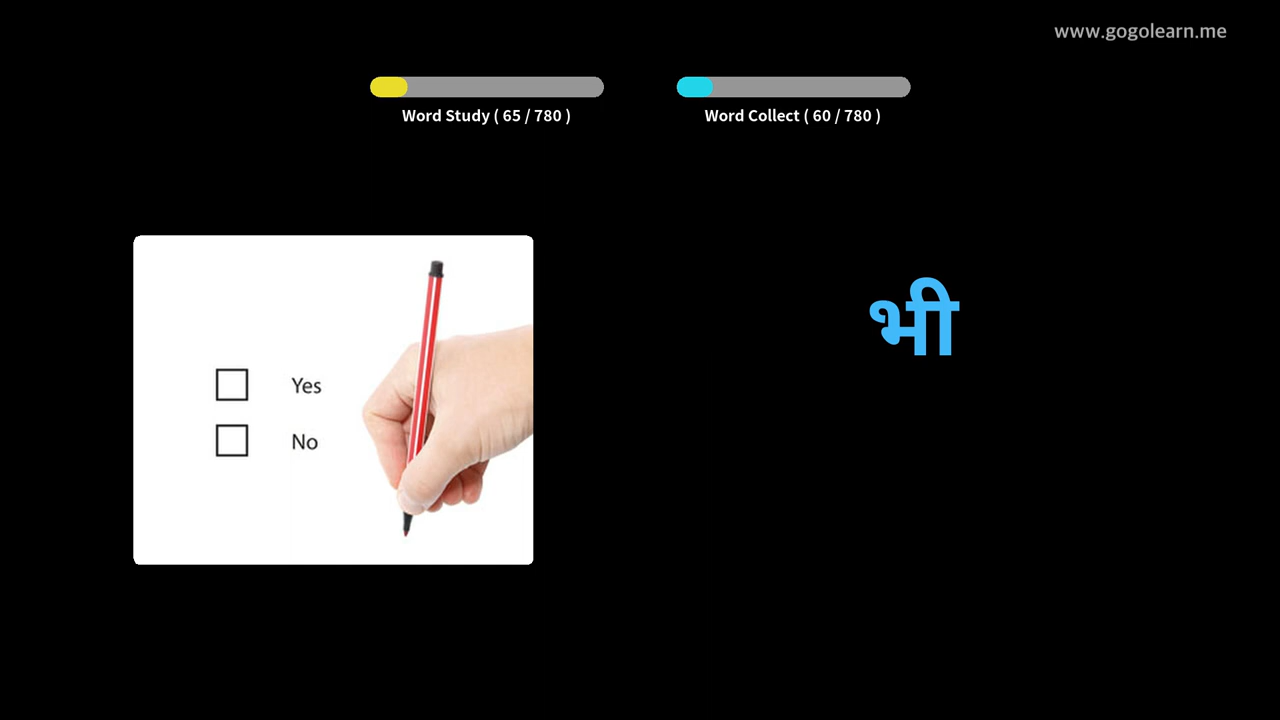 www.gogolearn.me
Word Study ( 65 / 780 )
Word Collect ( 60 / 780 )
Yes
No
भी